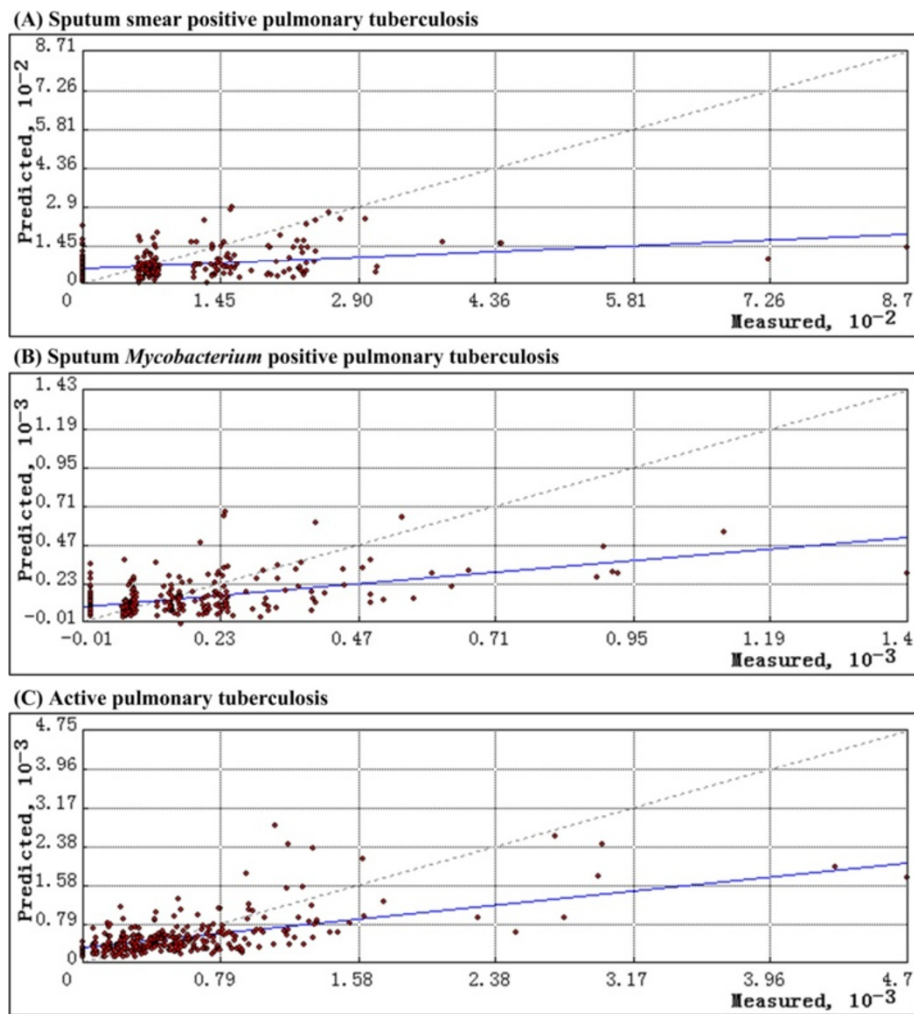 (A) Sputum smear positive pulmonary tuberculosis
Predicted, 10⁻²
8.71
7.26
5.81
4.36
2.9
1.45
0
0 1.45 2.90 4.36 5.81 7.26 8.7
Measured, 10⁻²
(B) Sputum Mycobacterium positive pulmonary tuberculosis
Predicted, 10⁻³
1.43
1.19
0.95
0.71
0.47
0.23
-0.01
-0.01 0.23 0.47 0.71 0.95 1.19 1.4
Measured, 10⁻³
(C) Active pulmonary tuberculosis
Predicted, 10⁻³
4.75
3.96
3.17
2.38
1.58
0.79
0
0 0.79 1.58 2.38 3.17 3.96 4.7
Measured, 10⁻³